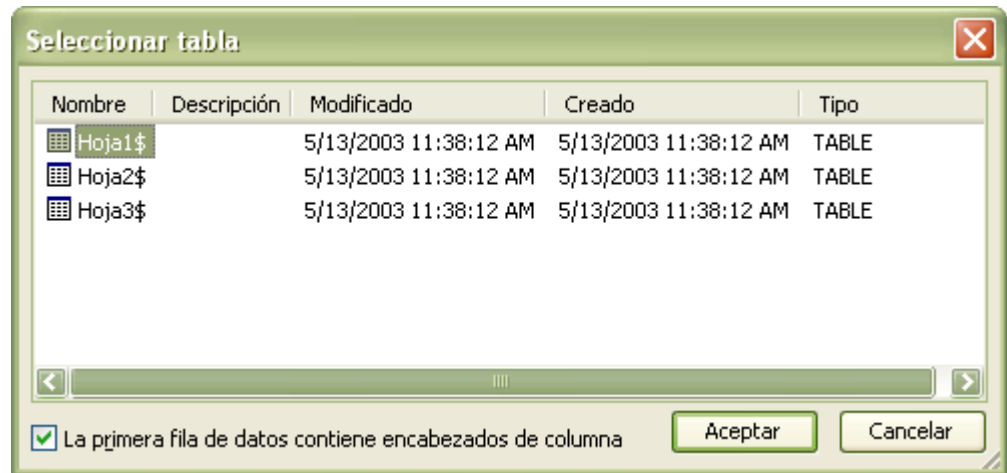 Seleccionar tabla
Nombre Descripción Modificado Creado Tipo
Hoja1$ 5/13/2003 11:38:12 AM 5/13/2003 11:38:12 AM TABLE
Hoja2$ 5/13/2003 11:38:12 AM 5/13/2003 11:38:12 AM TABLE
Hoja3$ 5/13/2003 11:38:12 AM 5/13/2003 11:38:12 AM TABLE
La primera fila de datos contiene encabezados de columna Aceptar Cancelar